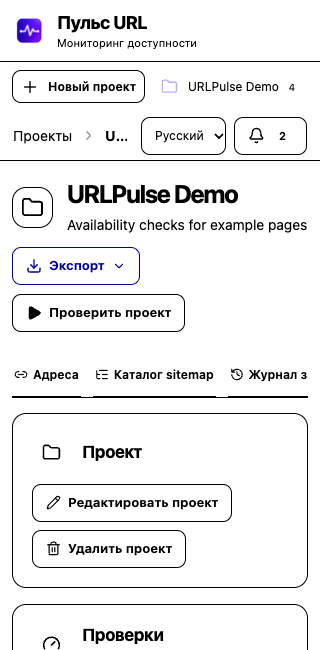 Пульс URL
Мониторинг доступности
Новый проект
URLPulse Demo 4
Проекты
U...
Русский
2
URLPulse Demo
Availability checks for example pages
Экспорт
Проверить проект
Адреса
Каталог sitemap
Журнал з
Проект
Редактировать проект
Удалить проект
Проверки